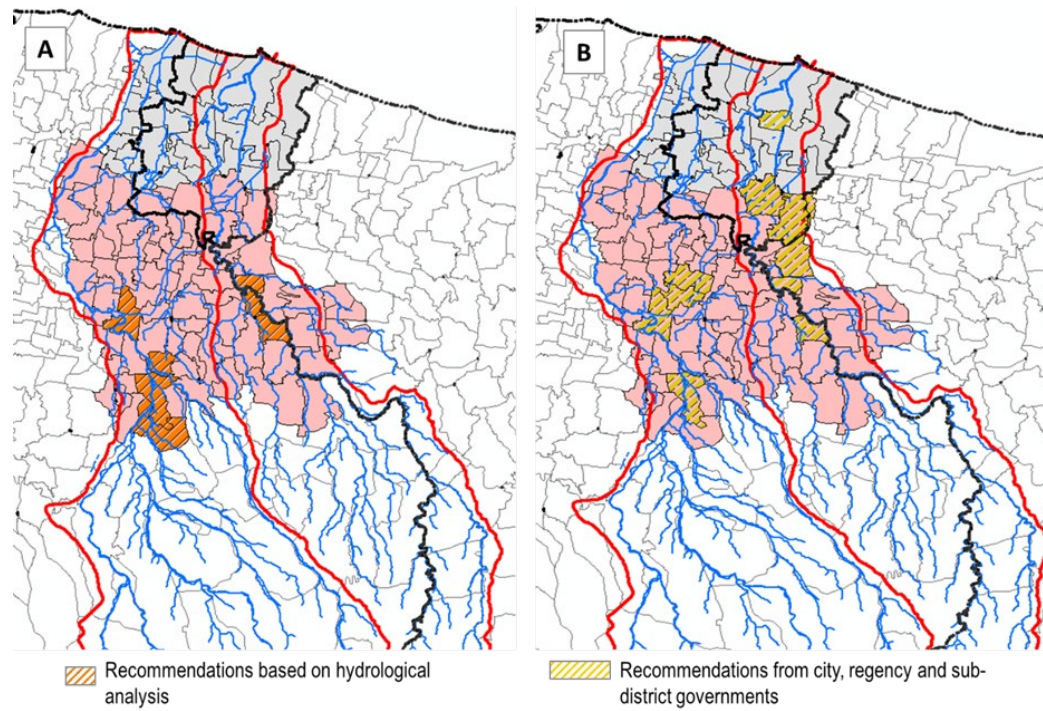 A
B
Recommendations based on hydrological
analysis
Recommendations from city, regency and sub-
district governments